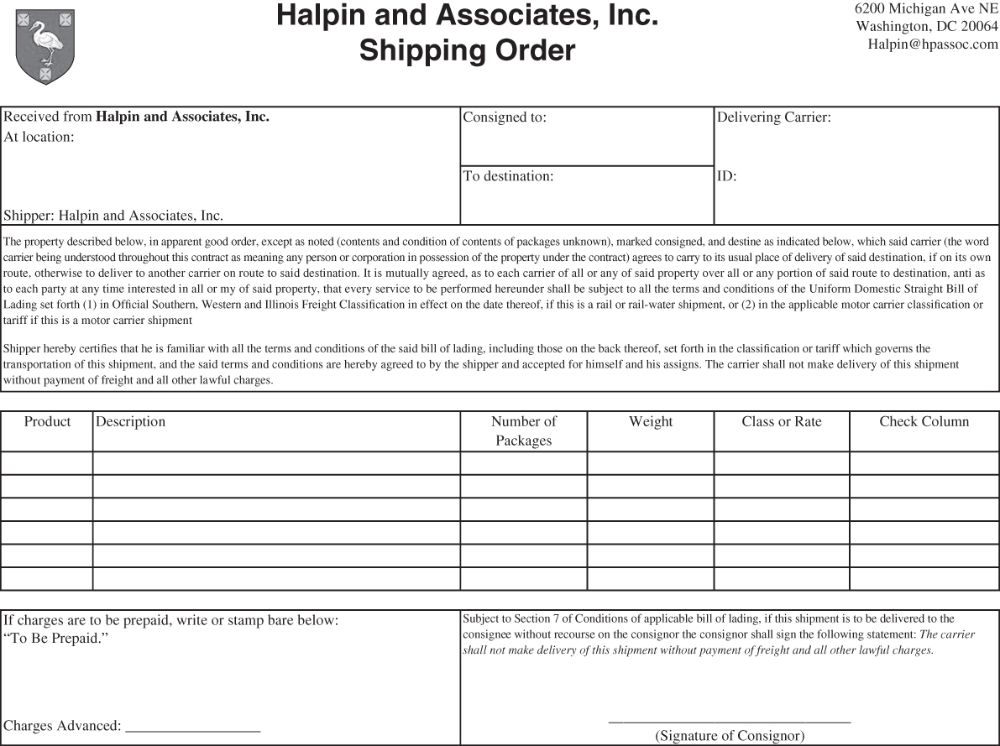 Halpin and Associates, Inc.
Shipping Order
6200 Michigan Ave NE
Washington, DC 20064
Halpin@hpassoc.com
Received from Halpin and Associates, Inc.
At location:
Shipper: Halpin and Associates, Inc.
Consigned to:
To destination:
Delivering Carrier:
ID:
The property described below, in apparent good order, except as noted (contents and condition of contents of packages unknown), marked consigned, and destine as indicated below, which said carrier (the word
carrier being understood throughout this contract as meaning any person or corporation in possession of the property under the contract) agrees to carry to its usual place of delivery of said destination, if on its own
route, otherwise to deliver to another carrier on route to said destination. It is mutually agreed, as to each carrier of all or any of said property over all or any portion of said route to destination, anti as
to each party at any time interested in all or my of said property, that every service to be performed hereunder shall be subject to all the terms and conditions of the Uniform Domestic Straight Bill of
Lading set forth (1) in Official Southern, Western and Illinois Freight Classification in effect on the date thereof, if this is a rail or rail-water shipment, or (2) in the applicable motor carrier classification or
tariff if this is a motor carrier shipment
Shipper hereby certifies that he is familiar with all the terms and conditions of the said bill of lading, including those on the back thereof, set forth in the classification or tariff which governs the
transportation of this shipment, and the said terms and conditions are hereby agreed to by the shipper and accepted for himself and his assigns. The carrier shall not make delivery of this shipment
without payment of freight and all other lawful charges.
Product
Description
Number of
Packages
Weight
Class or Rate
Check Column
If charges are to be prepaid, write or stamp bare below:
“To Be Prepaid.”
Charges Advanced:
Subject to Section 7 of Conditions of applicable bill of lading, if this shipment is to be delivered to the
consignee without recourse on the consignor the consignor shall sign the following statement: The carrier
shall not make delivery of this shipment without payment of freight and all other lawful charges.
(Signature of Consignor)